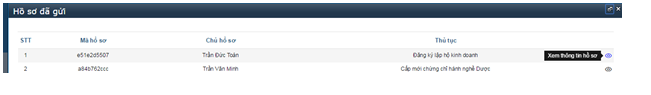 Hồ sơ đã gửi
STT Mã hồ sơ Chủ hồ sơ Thủ tục
1 e51e2d5507 Trần Đức Toàn Đăng ký lập hộ kinh doanh Xem thông tin hồ sơ
2 a84b762ccc Trần Văn Minh Cấp mới chứng chỉ hành nghề Dược